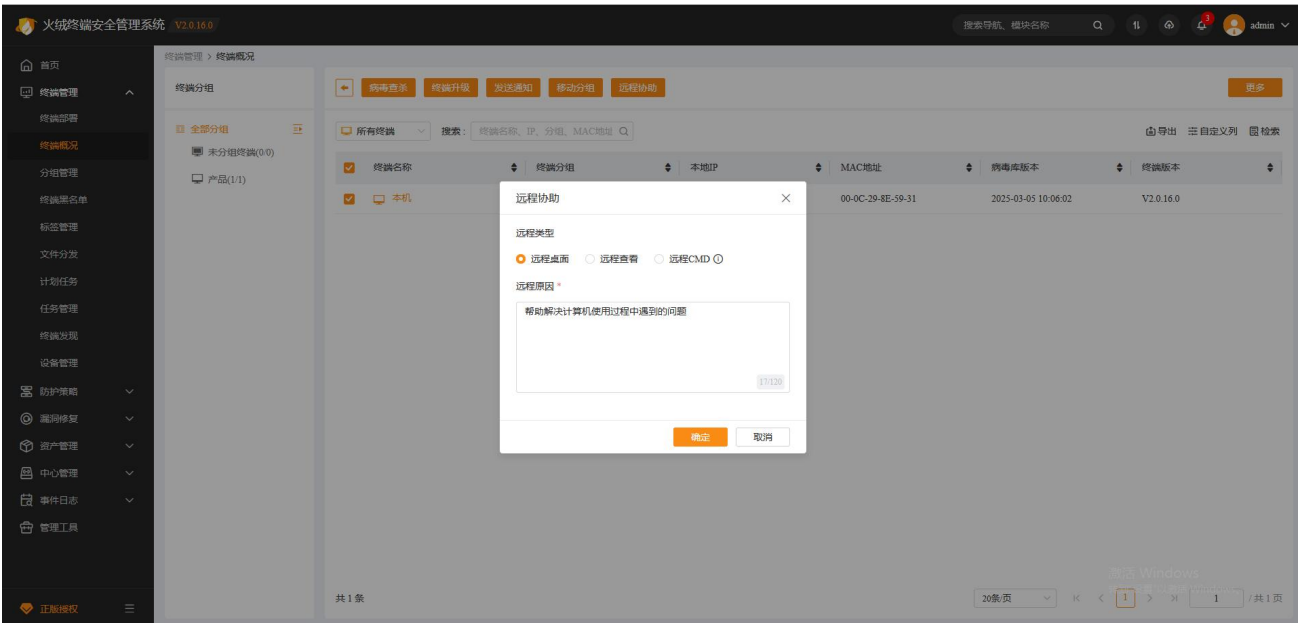 火绒终端安全管理系统 V2.0.16.0
搜索导航、模块名称
3
admin
首页
终端管理
终端部署
终端概况
分组管理
终端黑名单
标签管理
文件分发
计划任务
任务管理
终端发现
设备管理
防护策略
漏洞修复
资产管理
中心管理
事件日志
管理工具
正版授权
终端管理 > 终端概况
终端分组
全部分组
未分组终端(0/0)
产品(1/1)
病毒查杀 终端升级 发送通知 移动分组 远程协助 更多
所有终端 搜索: 终端名称、IP、分组、MAC地址 导出 自定义列 检索
终端名称 终端分组 本地IP MAC地址 病毒库版本 终端版本
本机 00-0C-29-8E-59-31 2025-03-05 10:06:02 V2.0.16.0
远程协助
远程类型
远程桌面 远程查看 远程CMD
远程原因 *
帮助解决计算机使用过程中遇到的问题
17/120
确定 取消
激活 Windows
共 1 条 20条/页 1 1 / 共 1 页